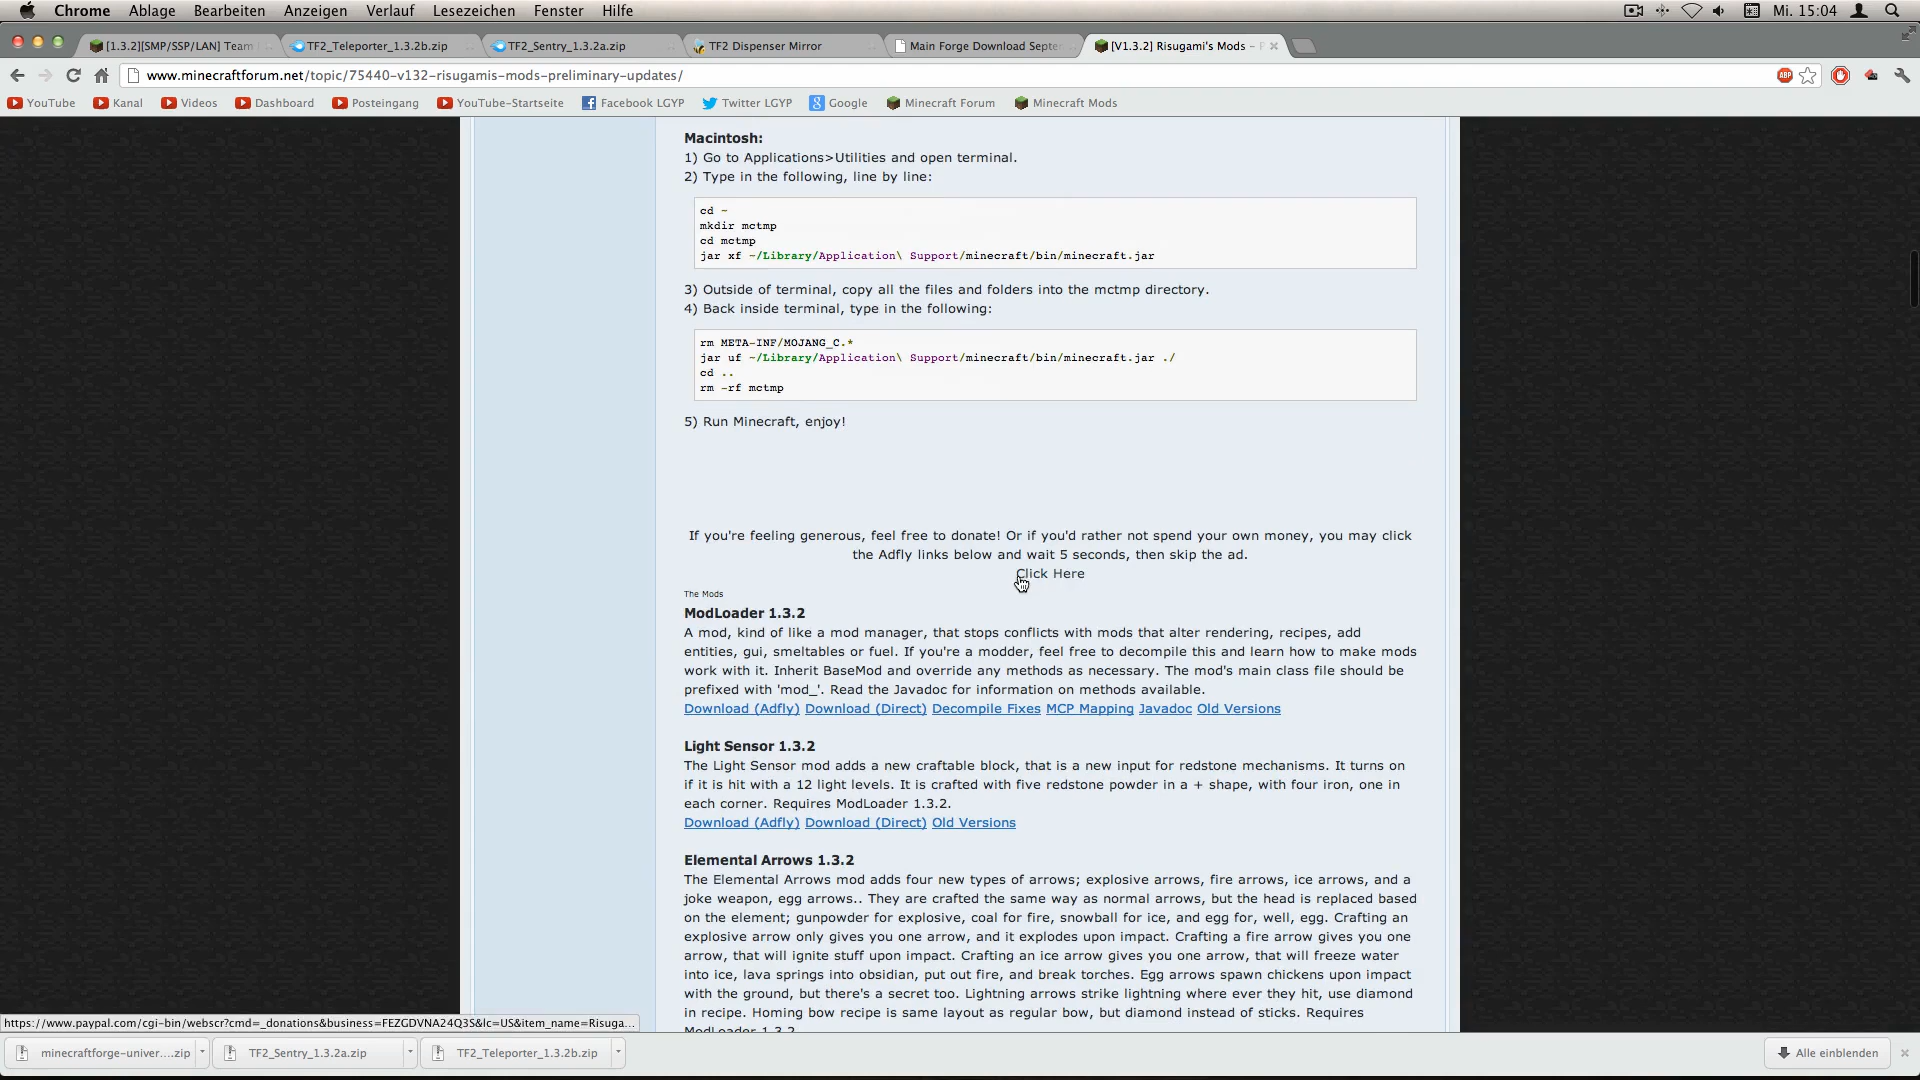 Chrome Ablage Bearbeiten Anzeigen Verlauf Lesezeichen Fenster Hilfe Mi. 15:04
[1.3.2][SMP/SSP/LAN] Team TF2_Teleporter_1.3.2b.zip TF2_Sentry_1.3.2a.zip TF2 Dispenser Mirror Main Forge Download Septe [V1.3.2] Risugami's Mods –
www.minecraftforum.net/topic/75440-v132-risugamis-mods-preliminary-updates/ ABP
YouTube Kanal Videos Dashboard Posteingang YouTube-Startseite Facebook LGYP Twitter LGYP Google Minecraft Forum Minecraft Mods
Macintosh:
1) Go to Applications>Utilities and open terminal.
2) Type in the following, line by line:
cd ~
mkdir mctmp
cd mctmp
jar xf ~/Library/Application\ Support/minecraft/bin/minecraft.jar
3) Outside of terminal, copy all the files and folders into the mctmp directory.
4) Back inside terminal, type in the following:
rm META-INF/MOJANG_C.*
jar uf ~/Library/Application\ Support/minecraft/bin/minecraft.jar ./
cd ..
rm -rf mctmp
5) Run Minecraft, enjoy!
If you're feeling generous, feel free to donate! Or if you'd rather not spend your own money, you may click
the Adfly links below and wait 5 seconds, then skip the ad.
Click Here
The Mods
ModLoader 1.3.2
A mod, kind of like a mod manager, that stops conflicts with mods that alter rendering, recipes, add
entities, gui, smeltables or fuel. If you're a modder, feel free to decompile this and learn how to make mods
work with it. Inherit BaseMod and override any methods as necessary. The mod's main class file should be
prefixed with 'mod_'. Read the Javadoc for information on methods available.
Download (Adfly) Download (Direct) Decompile Fixes MCP Mapping Javadoc Old Versions
Light Sensor 1.3.2
The Light Sensor mod adds a new craftable block, that is a new input for redstone mechanisms. It turns on
if it is hit with a 12 light levels. It is crafted with five redstone powder in a + shape, with four iron, one in
each corner. Requires ModLoader 1.3.2.
Download (Adfly) Download (Direct) Old Versions
Elemental Arrows 1.3.2
The Elemental Arrows mod adds four new types of arrows; explosive arrows, fire arrows, ice arrows, and a
joke weapon, egg arrows.. They are crafted the same way as normal arrows, but the head is replaced based
on the element; gunpowder for explosive, coal for fire, snowball for ice, and egg for, well, egg. Crafting an
explosive arrow only gives you one arrow, and it explodes upon impact. Crafting a fire arrow gives you one
arrow, that will ignite stuff upon impact. Crafting an ice arrow gives you one arrow, that will freeze water
into ice, lava springs into obsidian, put out fire, and break torches. Egg arrows spawn chickens upon impact
with the ground, but there's a secret too. Lightning arrows strike lightning where ever they hit, use diamond
in recipe. Homing bow recipe is same layout as regular bow, but diamond instead of sticks. Requires
ModLoader 1.3.2
https://www.paypal.com/cgi-bin/webscr?cmd=_donations&business=FEZGDVNA24Q3S&lc=US&item_name=Risuga...
minecraftforge-univer....zip TF2_Sentry_1.3.2a.zip TF2_Teleporter_1.3.2b.zip Alle einblenden